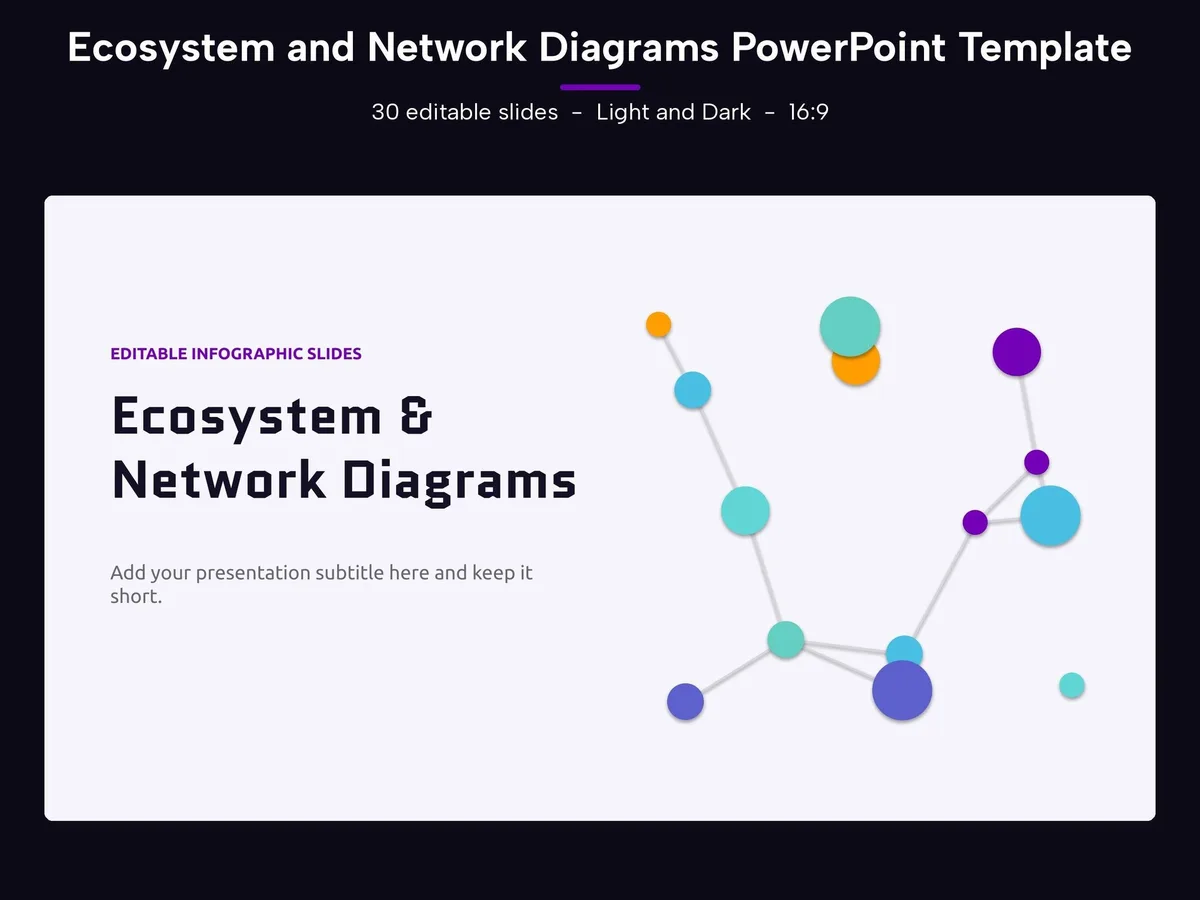 Ecosystem and Network Diagrams PowerPoint Template
30 editable slides - Light and Dark - 16:9
EDITABLE INFOGRAPHIC SLIDES
Ecosystem &
Network Diagrams
Add your presentation subtitle here and keep it
short.